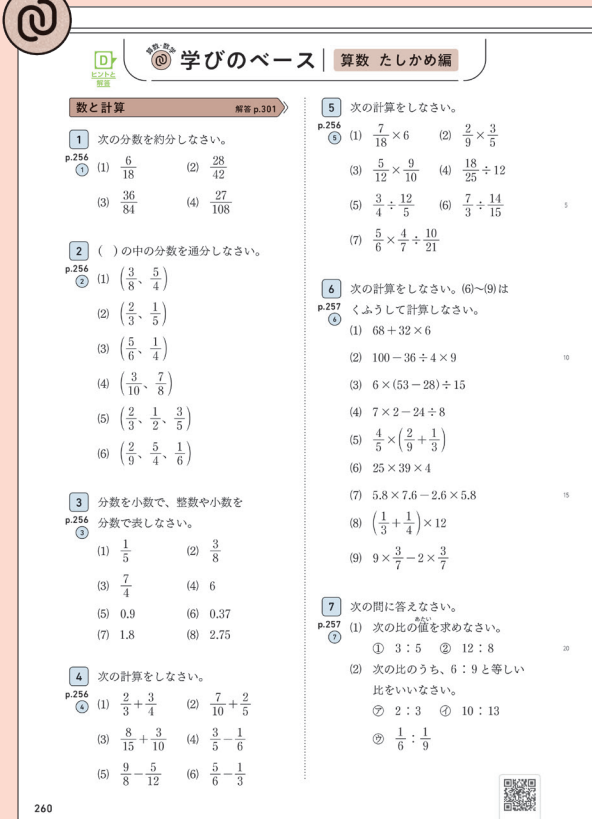 算数・数学
学びのベース
算数 たしかめ編
D
ヒントと
解答
数と計算 解答 p.301
1 次の分数を約分しなさい。
p.256
①
(1) 6/18 (2) 28/42
(3) 36/84 (4) 27/108
2 ( )の中の分数を通分しなさい。
p.256
②
(1) (3/8、5/4)
(2) (2/3、1/5)
(3) (5/6、1/4)
(4) (3/10、7/8)
(5) (2/3、1/2、3/5)
(6) (2/9、5/4、1/6)
3 分数を小数で、整数や小数を
分数で表しなさい。
p.256
③
(1) 1/5 (2) 3/8
(3) 7/4 (4) 6
(5) 0.9 (6) 0.37
(7) 1.8 (8) 2.75
4 次の計算をしなさい。
p.256
④
(1) 2/3+3/4 (2) 7/10+2/5
(3) 8/15+3/10 (4) 3/5−1/6
(5) 9/8−5/12 (6) 5/6−1/3
5 次の計算をしなさい。
p.256
⑤
(1) 7/18×6 (2) 2/9×3/5
(3) 5/12×9/10 (4) 18/25÷12
(5) 3/4÷12/5 (6) 7/3÷14/15
5
(7) 5/6×4/7÷10/21
6 次の計算をしなさい。(6)〜(9)は
くふうして計算しなさい。
p.257
⑥
(1) 68+32×6
(2) 100−36÷4×9
10
(3) 6×(53−28)÷15
(4) 7×2−24÷8
(5) 4/5×(2/9+1/3)
(6) 25×39×4
(7) 5.8×7.6−2.6×5.8
15
(8) (1/3+1/4)×12
(9) 9×3/7−2×3/7
7 次の問に答えなさい。
p.257
⑦
あたい
(1) 次の比の値を求めなさい。
① 3:5 ② 12:8
20
(2) 次の比のうち、6:9と等しい
比をいいなさい。
㋐ 2:3 ㋑ 10:13
㋒ 1/6:1/9
260